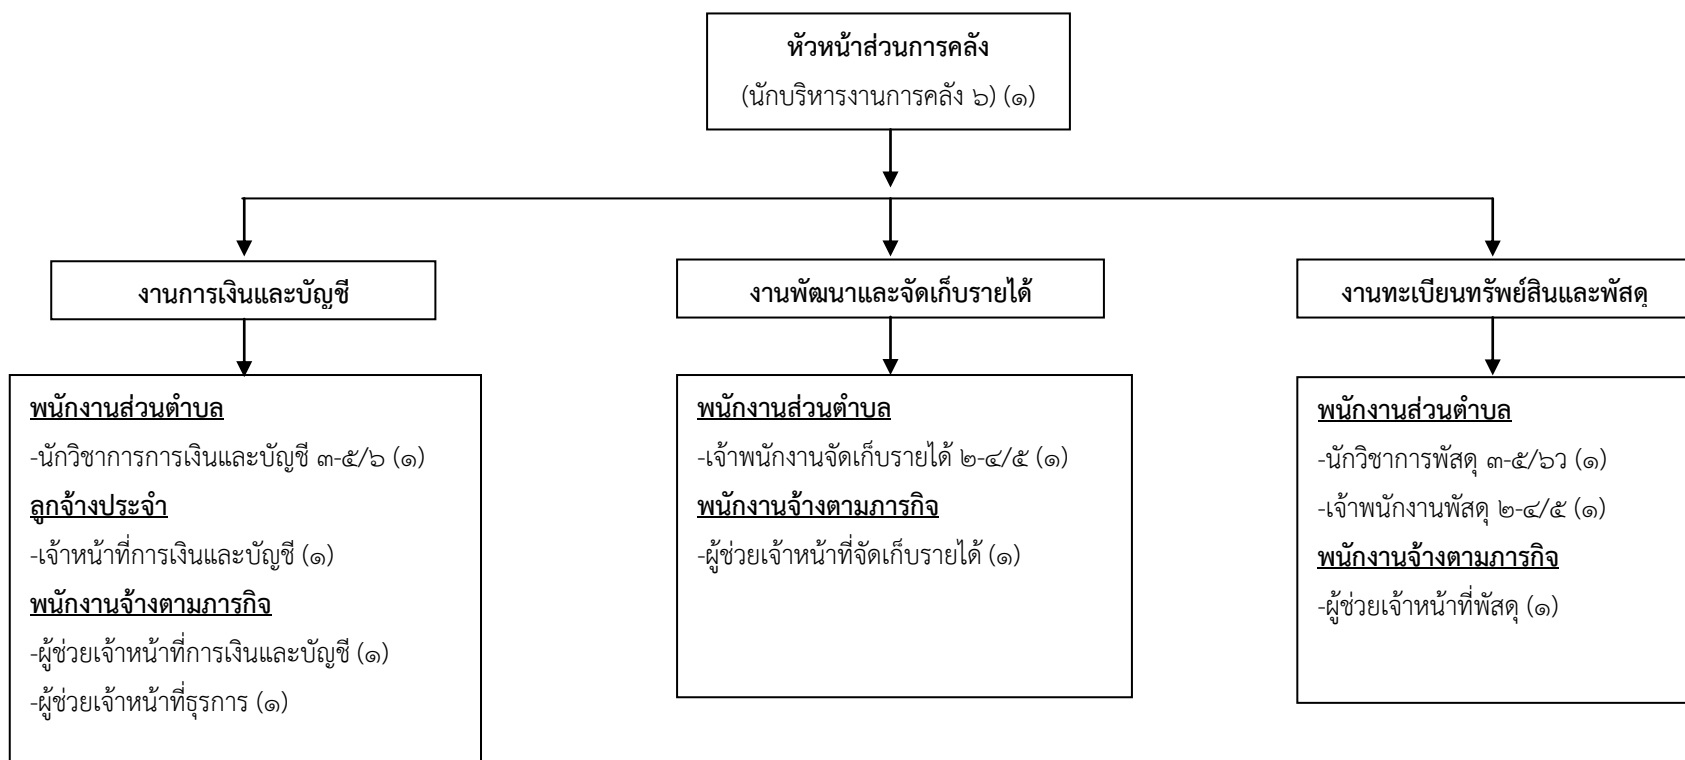 หัวหน้าส่วนการคลัง
(นักบริหารงานการคลัง ๖) (๑)
งานการเงินและบัญชี
พนักงานส่วนตำบล
-นักวิชาการการเงินและบัญชี ๓-๕/๖ (๑)
ลูกจ้างประจำ
-เจ้าหน้าที่การเงินและบัญชี (๑)
พนักงานจ้างตามภารกิจ
-ผู้ช่วยเจ้าหน้าที่การเงินและบัญชี (๑)
-ผู้ช่วยเจ้าหน้าที่ธุรการ (๑)
งานพัฒนาและจัดเก็บรายได้
พนักงานส่วนตำบล
-เจ้าพนักงานจัดเก็บรายได้ ๒-๔/๕ (๑)
พนักงานจ้างตามภารกิจ
-ผู้ช่วยเจ้าหน้าที่จัดเก็บรายได้ (๑)
งานทะเบียนทรัพย์สินและพัสดุ
พนักงานส่วนตำบล
-นักวิชาการพัสดุ ๓-๕/๖ว (๑)
-เจ้าพนักงานพัสดุ ๒-๔/๕ (๑)
พนักงานจ้างตามภารกิจ
-ผู้ช่วยเจ้าหน้าที่พัสดุ (๑)